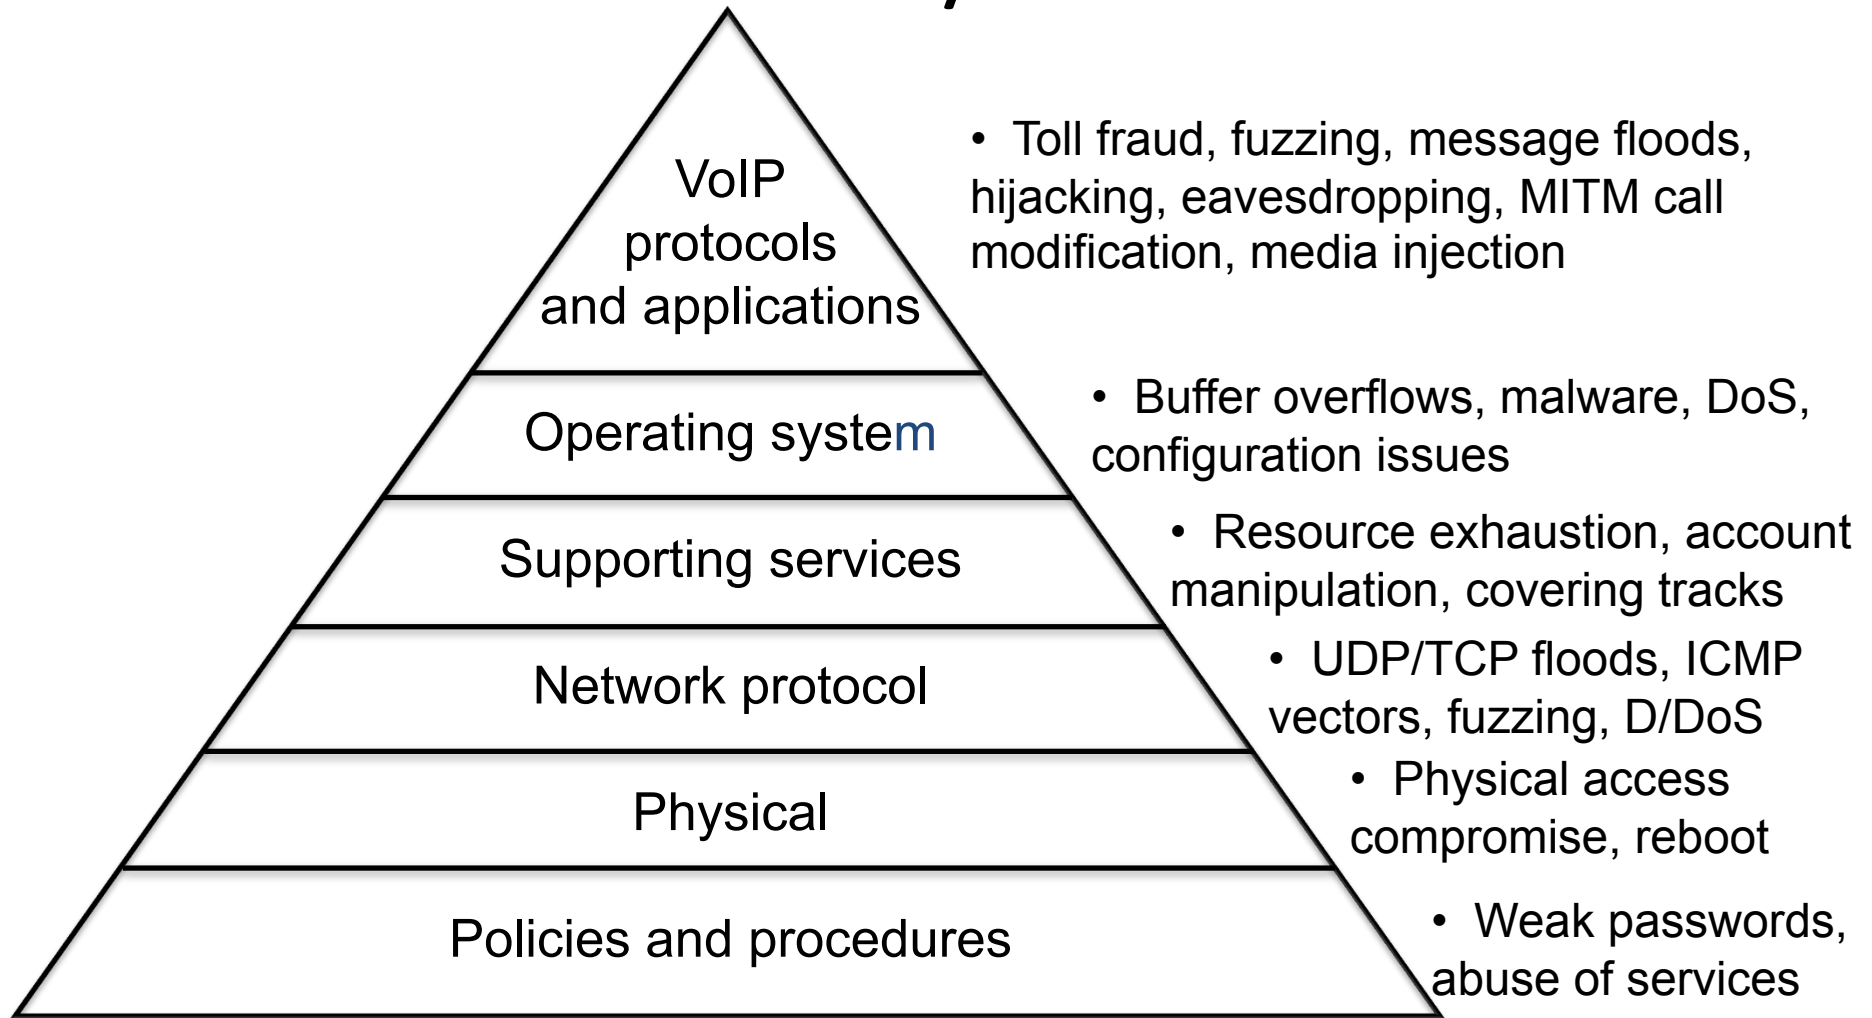 VoIP
protocols
and applications
• Toll fraud, fuzzing, message floods,
hijacking, eavesdropping, MITM call
modification, media injection
Operating system
• Buffer overflows, malware, DoS,
configuration issues
Supporting services
• Resource exhaustion, account
manipulation, covering tracks
Network protocol
• UDP/TCP floods, ICMP
vectors, fuzzing, D/DoS
Physical
• Physical access
compromise, reboot
Policies and procedures
• Weak passwords,
abuse of services